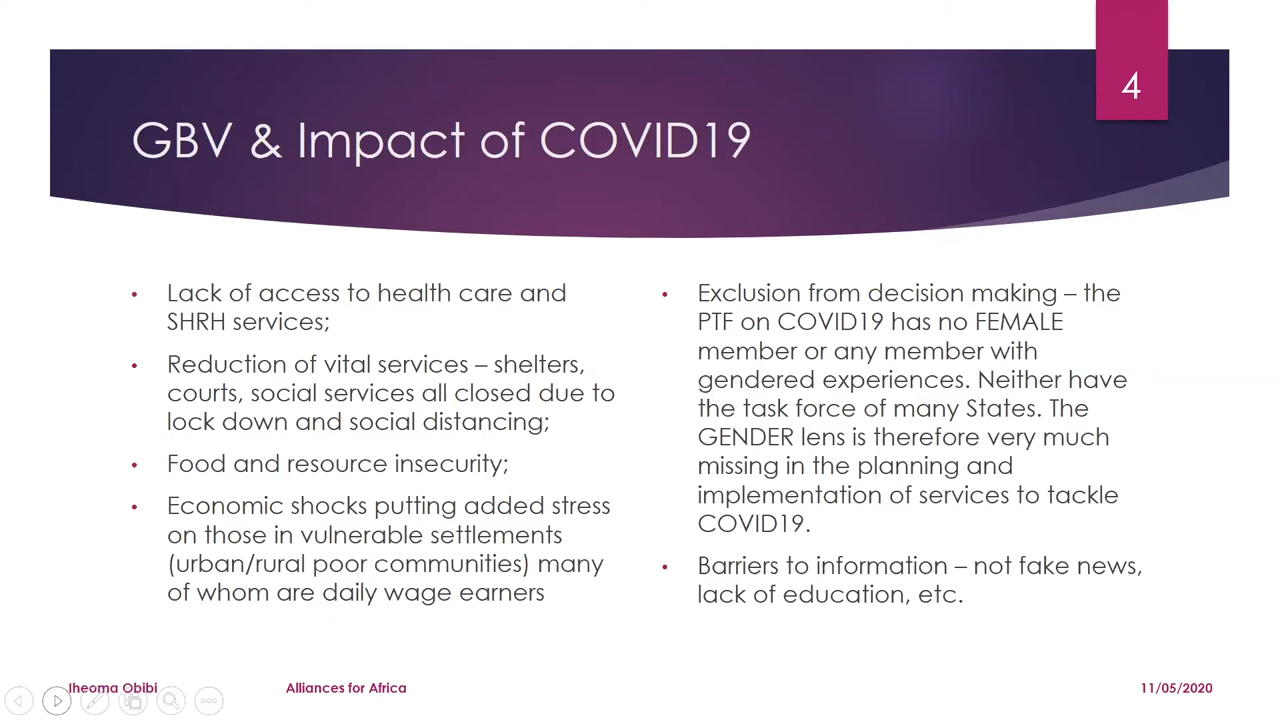 4
GBV & Impact of COVID19
• Lack of access to health care and
SHRH services;
• Reduction of vital services – shelters,
courts, social services all closed due to
lock down and social distancing;
• Food and resource insecurity;
• Economic shocks putting added stress
on those in vulnerable settlements
(urban/rural poor communities) many
of whom are daily wage earners
• Exclusion from decision making – the
PTF on COVID19 has no FEMALE
member or any member with
gendered experiences. Neither have
the task force of many States. The
GENDER lens is therefore very much
missing in the planning and
implementation of services to tackle
COVID19.
• Barriers to information – not fake news,
lack of education, etc.
Iheoma Obibi
Alliances for Africa
11/05/2020